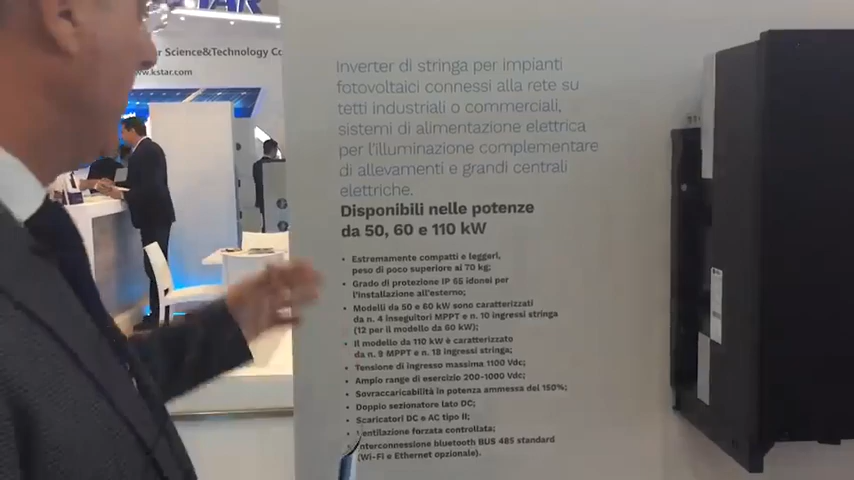 r Science&Technology Co
w.kstar.com
Inverter di stringa per impianti
fotovoltaici connessi alla rete su
tetti industriali o commerciali,
sistemi di alimentazione elettrica
per l'illuminazione complementare
di allevamenti e grandi centrali
elettriche.
Disponibili nelle potenze
da 50, 60 e 110 kW
• Estremamente compatti e leggeri,
peso di poco superiore ai 70 kg;
• Grado di protezione IP 65 idonei per
l'installazione all'esterno;
• Modelli da 50 e 60 kW sono caratterizzati
da n. 4 inseguitori MPPT e n. 10 ingressi stringa
(12 per il modello da 60 kW);
• Il modello da 110 kW è caratterizzato
da n. 9 MPPT e n. 18 ingressi stringa;
• Tensione di ingresso massima 1100 Vdc;
• Ampio range di esercizio 200-1000 Vdc;
• Sovraccaricabilità in potenza ammessa del 150%;
• Doppio sezionatore lato DC;
• Scaricatori DC e AC tipo II;
• Ventilazione forzata controllata;
• Interconnessione bluetooth BUS 485 standard
(Wi-Fi e Ethernet opzionale).